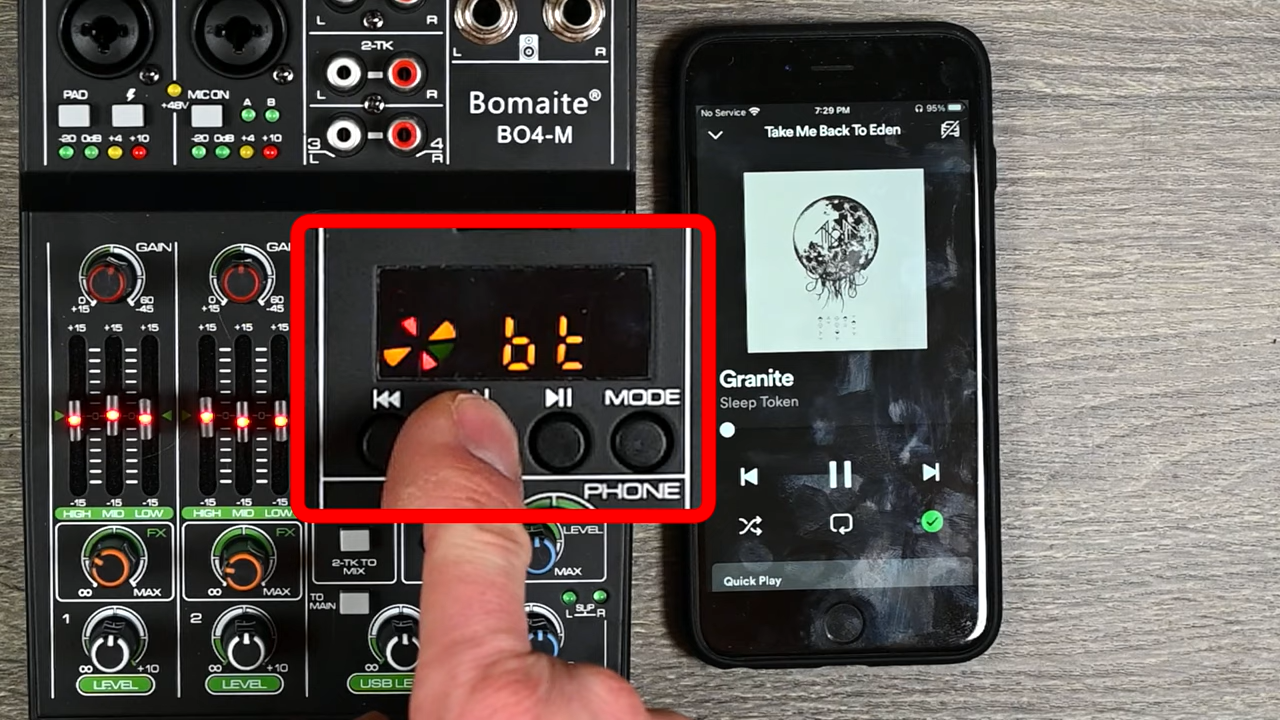 L R
2-TK
L R
L R
Bomaite®
BO4-M
PAD
+48V
MIC ON
A B
-20 0dB +4 +10
-20 0dB +4 +10
L R
3 4
L R
GAIN
0 60
+15 -45
+15 +15 +15
-15 -15 -15
HIGH MID LOW
FX
∞ MAX
1
∞ +10
LEVEL
GA
0 60
+15 -45
+15 +15 +15
-15 -15
HIGH MID LO
FX
∞ MAX
2
∞ +10
LEVEL
bt
MODE
PHONE
LEVEL
MAX
2-TK TO
MIX
TO
MAIN
L R
∞
USB LE
No Service 7:29 PM 95%
Take Me Back To Eden
Granite
Sleep Token
Quick Play